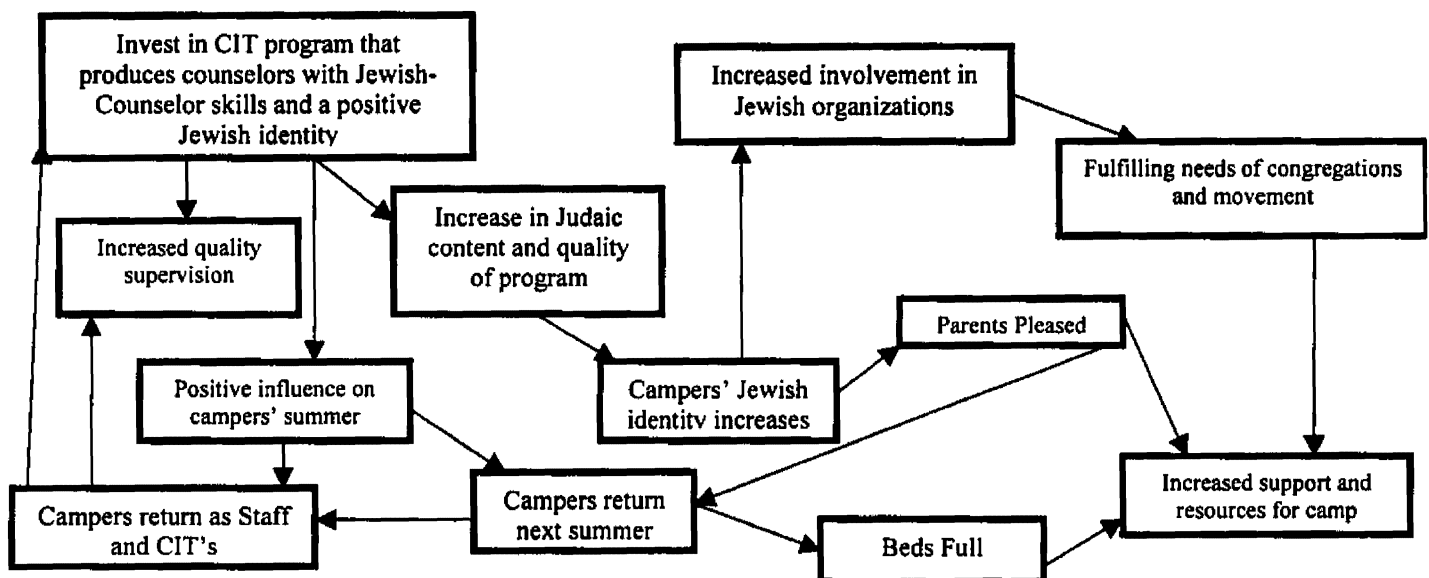 Invest in CIT program that
produces counselors with Jewish-
Counselor skills and a positive
Jewish identity
Increased involvement in
Jewish organizations
Fulfilling needs of congregations
and movement
Increase in Judaic
content and quality
of program
Increased quality
supervision
Parents Pleased
Positive influence on
campers' summer
Campers' Jewish
identity increases
Campers return as Staff
and CIT's
Campers return
next summer
Beds Full
Increased support and
resources for camp